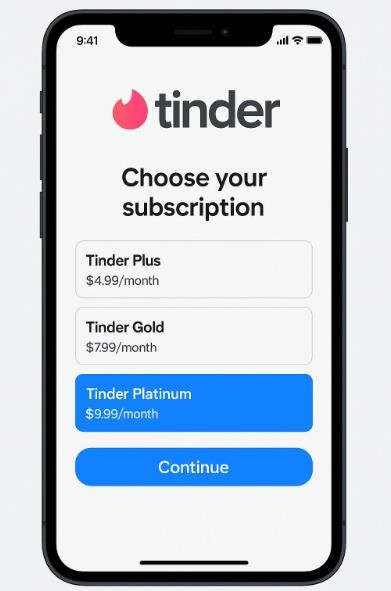 9:41
tinder
Choose your
subscription
Tinder Plus
$4.99/month
Tinder Gold
$7.99/month
Tinder Platinum
$9.99/month
Continue